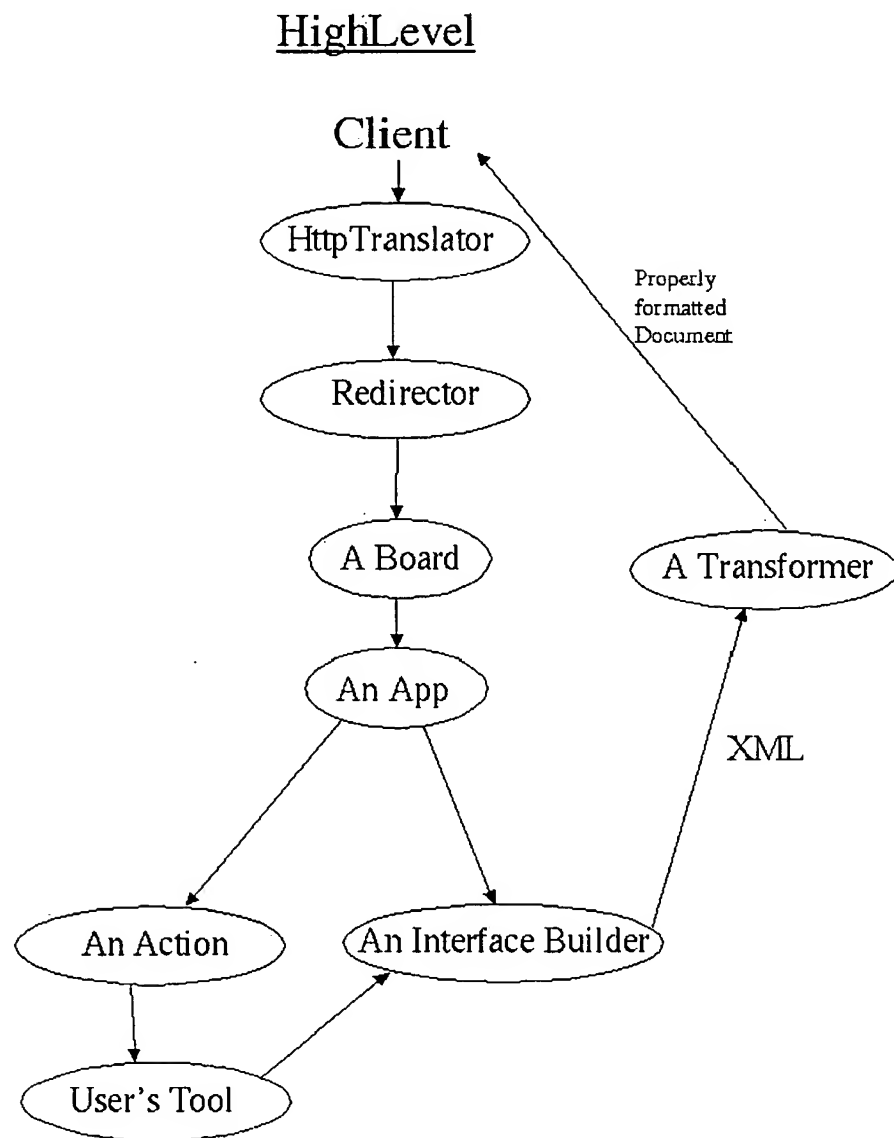 HighLevel
Client
HttpTranslator
Properly
formatted
Document
Redirector
A Board
A Transformer
An App
XML
An Action
An Interface Builder
User's Tool